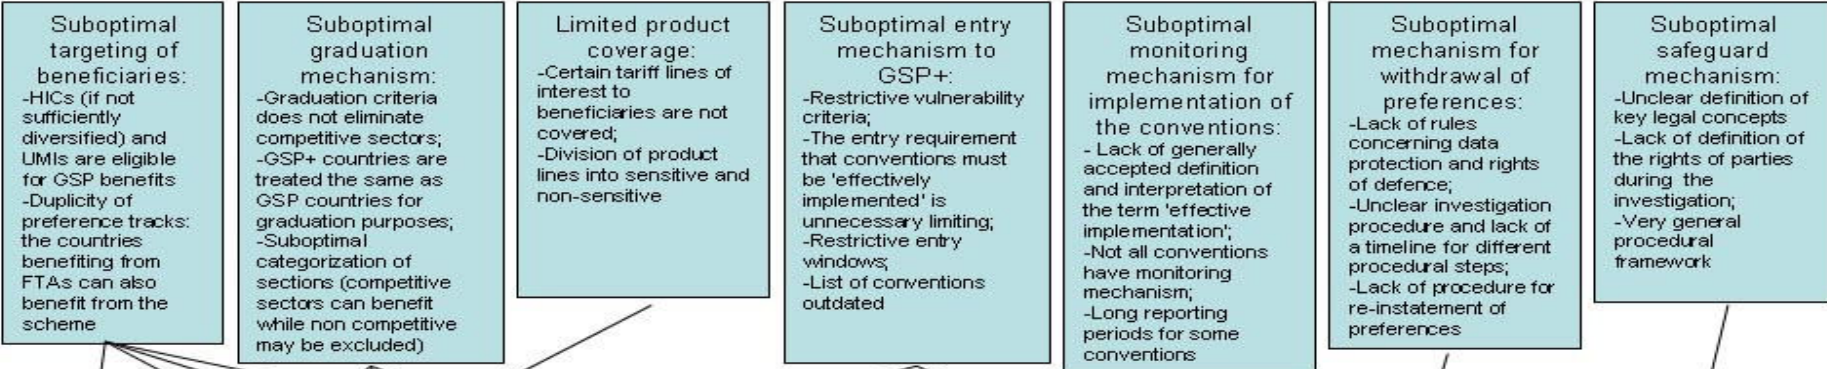 Suboptimal
targeting of
beneficiaries:
-HICs (if not
sufficiently
diversified) and
UMIs are eligible
for GSP benefits
-Duplicity of
preference tracks:
the countries
benefiting from
FTAs can also
benefit from the
scheme
Suboptimal
graduation
mechanism:
-Graduation criteria
does not eliminate
competitive sectors;
-GSP+ countries are
treated the same as
GSP countries for
graduation purposes;
-Suboptimal
categorization of
sections (competitive
sectors can benefit
while non competitive
may be excluded)
Limited product
coverage:
-Certain tariff lines of
interest to
beneficiaries are not
covered;
-Division of product
lines into sensitive and
non-sensitive
Suboptimal entry
mechanism to
GSP+:
-Restrictive vulnerability
criteria;
-The entry requirement
that conventions must
be 'effectively
implemented' is
unnecessary limiting;
-Restrictive entry
windows;
-List of conventions
outdated
Suboptimal
monitoring
mechanism for
implementation of
the conventions:
- Lack of generally
accepted definition
and interpretation of
the term 'effective
implementation';
-Not all conventions
have monitoring
mechanism;
-Long reporting
periods for some
conventions
Suboptimal
mechanism for
withdrawal of
preferences:
-Lack of rules
concerning data
protection and rights
of defence;
-Unclear investigation
procedure and lack of
a timeline for different
procedural steps;
-Lack of procedure for
re-instatement of
preferences
Suboptimal
safeguard
mechanism:
-Unclear definition of
key legal concepts
-Lack of definition of
the rights of parties
during the
investigation;
-Very general
procedural
framework